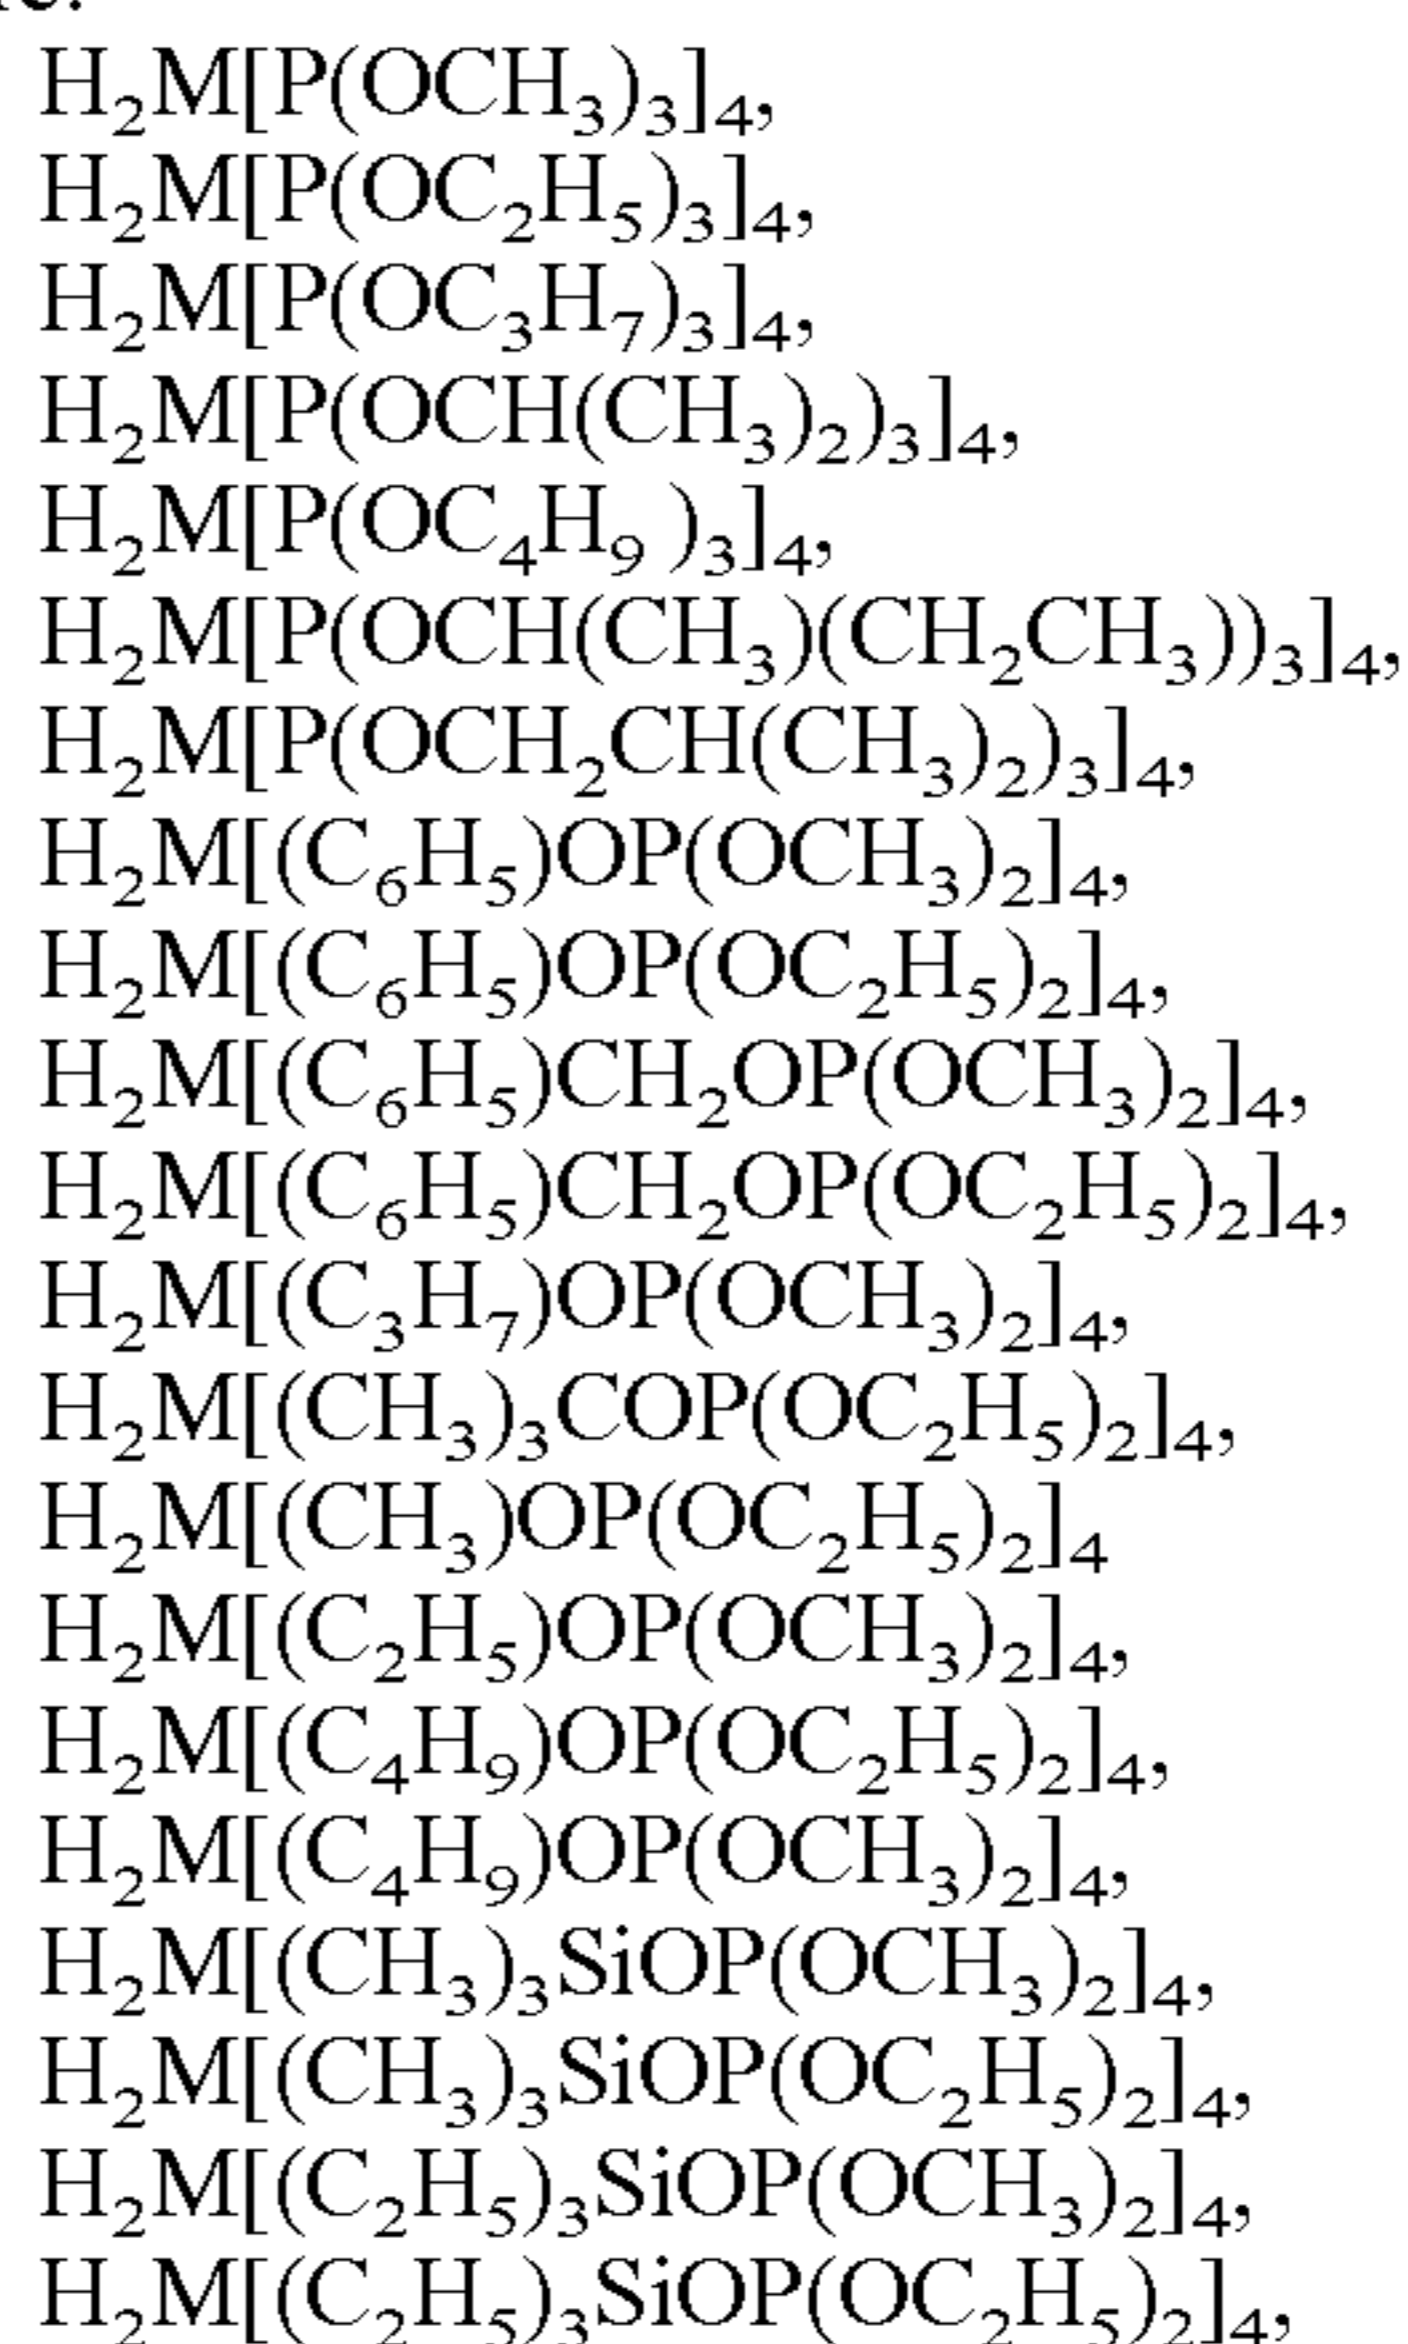 H₂M[P(OCH₃)₃]₄,
H₂M[P(OC₂H₅)₃]₄,
H₂M[P(OC₃H₇)₃]₄,
H₂M[P(OCH(CH₃)₂)₃]₄,
H₂M[P(OC₄H₉ )₃]₄,
H₂M[P(OCH(CH₃)(CH₂CH₃))₃]₄,
H₂M[P(OCH₂CH(CH₃)₂)₃]₄,
H₂M[(C₆H₅)OP(OCH₃)₂]₄,
H₂M[(C₆H₅)OP(OC₂H₅)₂]₄,
H₂M[(C₆H₅)CH₂OP(OCH₃)₂]₄,
H₂M[(C₆H₅)CH₂OP(OC₂H₅)₂]₄,
H₂M[(C₃H₇)OP(OCH₃)₂]₄,
H₂M[(CH₃)₃COP(OC₂H₅)₂]₄,
H₂M[(CH₃)OP(OC₂H₅)₂]₄
H₂M[(C₂H₅)OP(OCH₃)₂]₄,
H₂M[(C₄H₉)OP(OC₂H₅)₂]₄,
H₂M[(C₄H₉)OP(OCH₃)₂]₄,
H₂M[(CH₃)₃SiOP(OCH₃)₂]₄,
H₂M[(CH₃)₃SiOP(OC₂H₅)₂]₄,
H₂M[(C₂H₅)₃SiOP(OCH₃)₂]₄,
H₂M[(C₂H₅)₃SiOP(OC₂H₅)₂]₄,